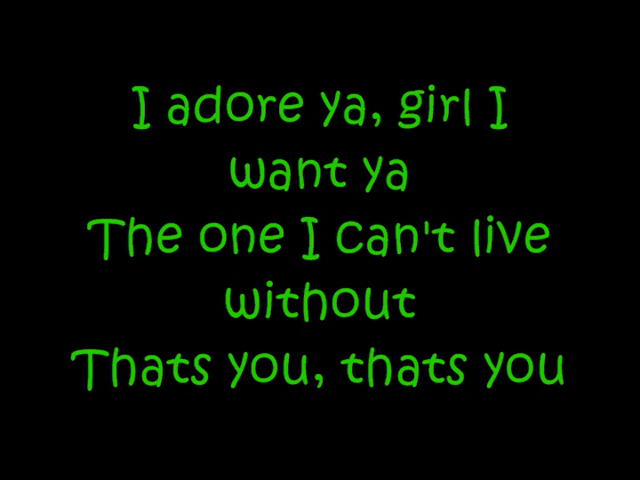 I adore ya, girl I
want ya
The one I can't live
without
Thats you, thats you